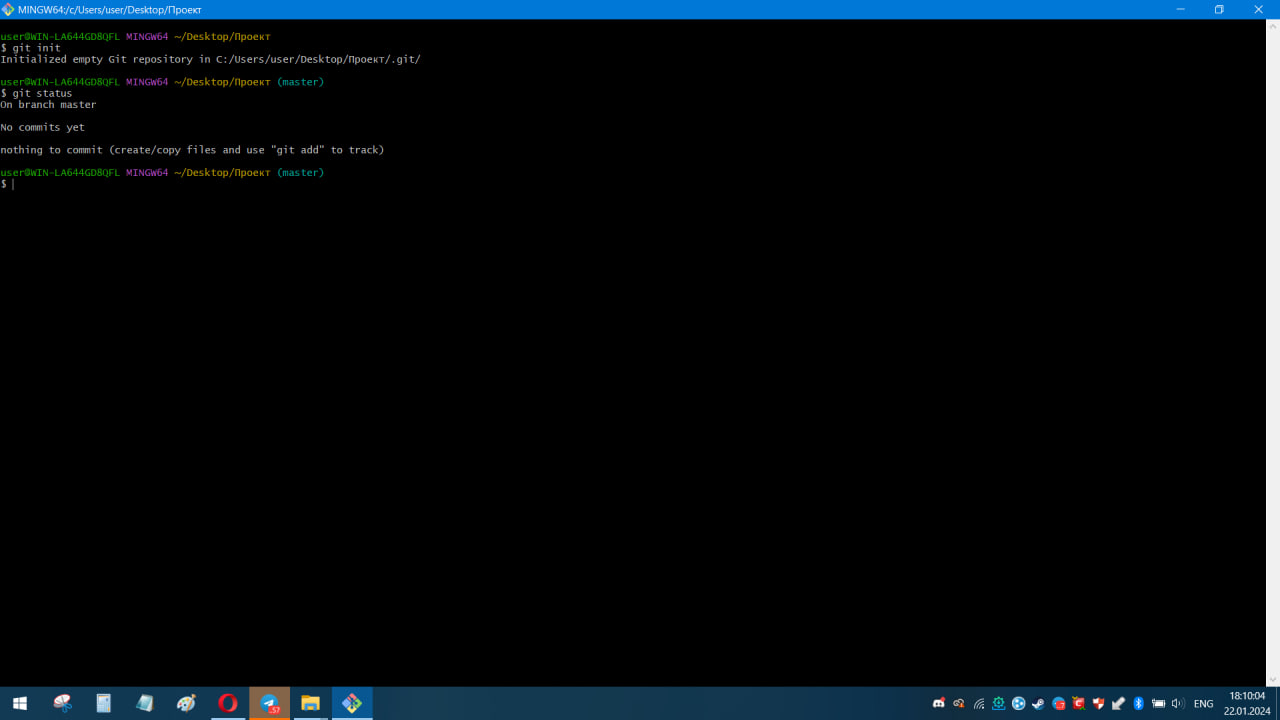 MINGW64:/c/Users/user/Desktop/Проект
user@WIN-LA644GD8QFL MINGW64 ~/Desktop/Проект
$ git init
Initialized empty Git repository in C:/Users/user/Desktop/Проект/.git/
user@WIN-LA644GD8QFL MINGW64 ~/Desktop/Проект (master)
$ git status
On branch master
No commits yet
nothing to commit (create/copy files and use "git add" to track)
user@WIN-LA644GD8QFL MINGW64 ~/Desktop/Проект (master)
$
.57
ENG
18:10:04
22.01.2024